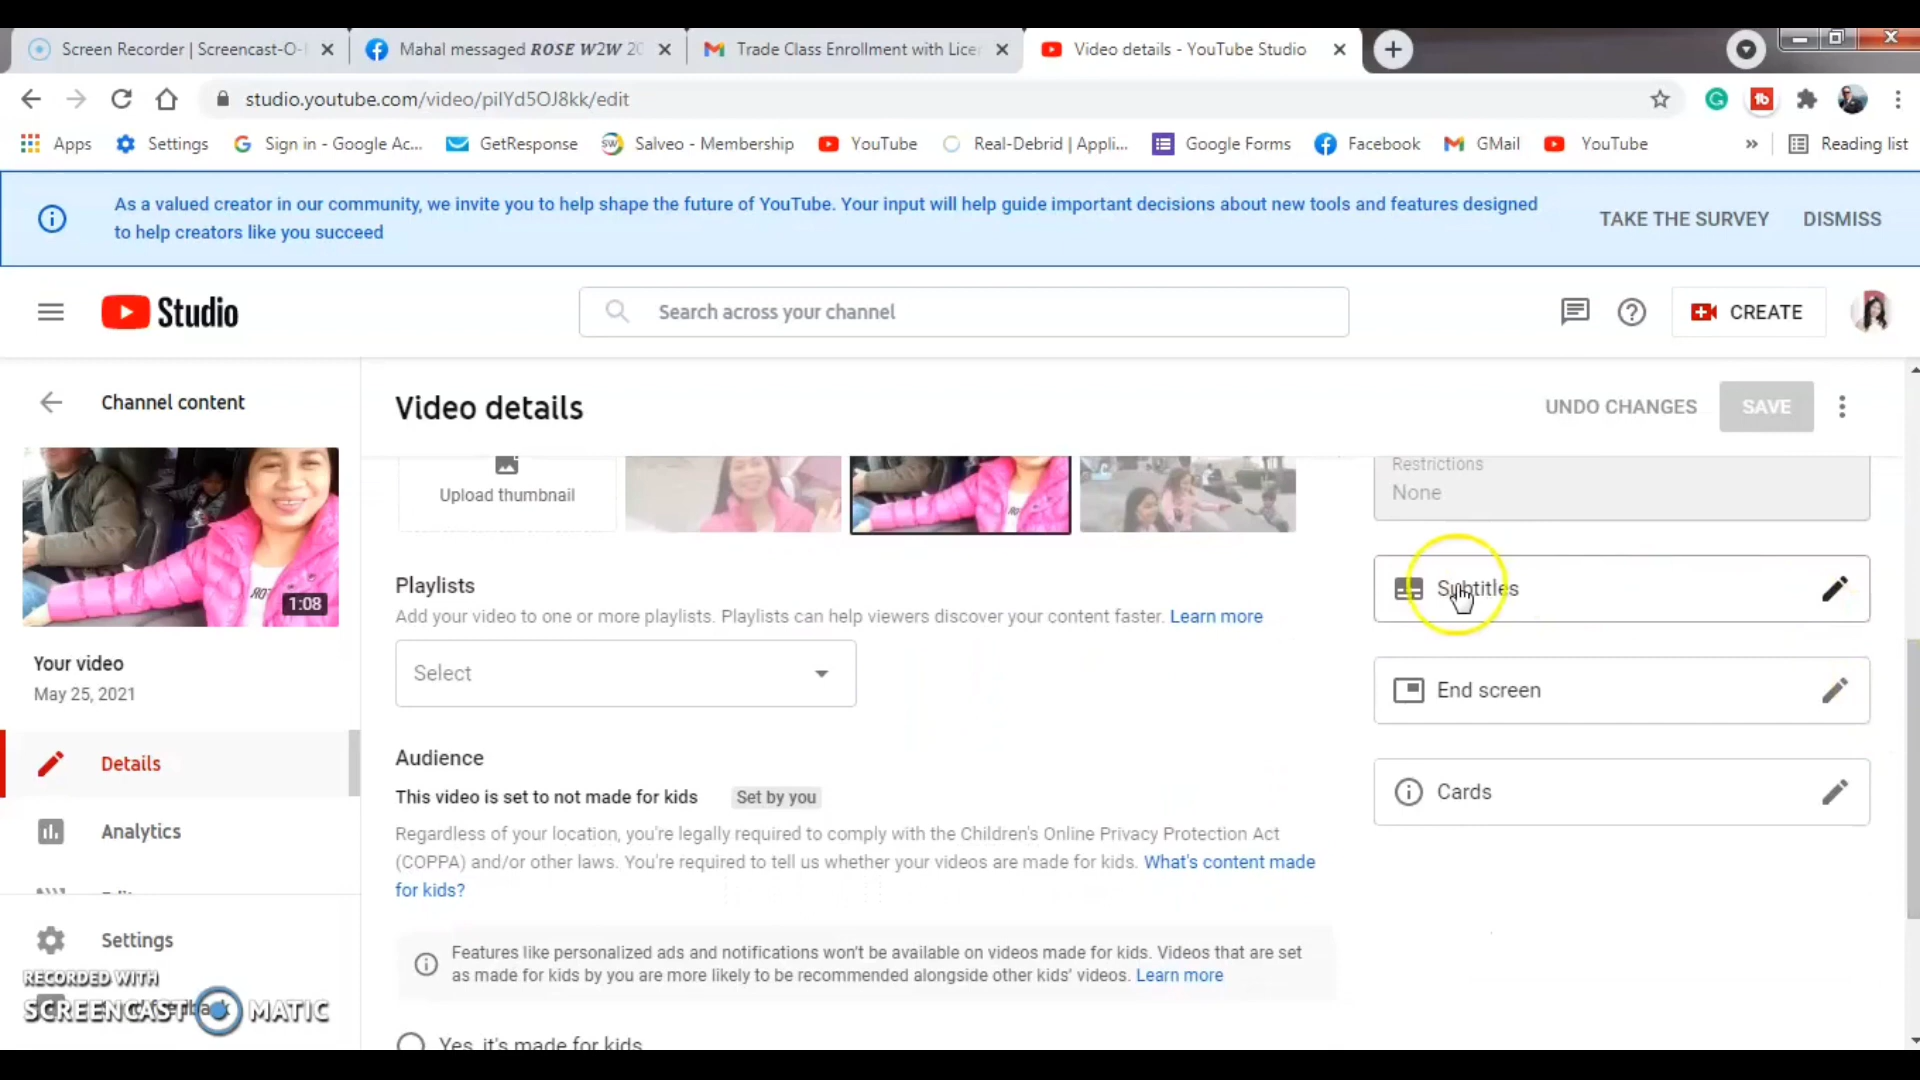 Screen Recorder | Screencast-O-
Mahal messaged ROSE W2W 20
Trade Class Enrollment with Licen
Video details - YouTube Studio
studio.youtube.com/video/pilYd5OJ8kk/edit
Apps
Settings
Sign in - Google Ac...
GetResponse
Salveo - Membership
YouTube
Real-Debrid | Appli...
Google Forms
Facebook
GMail
YouTube
Reading list
As a valued creator in our community, we invite you to help shape the future of YouTube. Your input will help guide important decisions about new tools and features designed
to help creators like you succeed
TAKE THE SURVEY
DISMISS
Studio
Search across your channel
CREATE
Channel content
Video details
UNDO CHANGES
SAVE
Upload thumbnail
Restrictions
None
1:08
Playlists
Add your video to one or more playlists. Playlists can help viewers discover your content faster. Learn more
Select
Subtitles
End screen
Cards
Your video
May 25, 2021
Details
Analytics
Settings
Audience
This video is set to not made for kids
Set by you
Regardless of your location, you're legally required to comply with the Children's Online Privacy Protection Act
(COPPA) and/or other laws. You're required to tell us whether your videos are made for kids. What's content made
for kids?
Features like personalized ads and notifications won't be available on videos made for kids. Videos that are set
as made for kids by you are more likely to be recommended alongside other kids' videos. Learn more
Yes, it's made for kids
RECORDED WITH
SCREENCAST MATIC